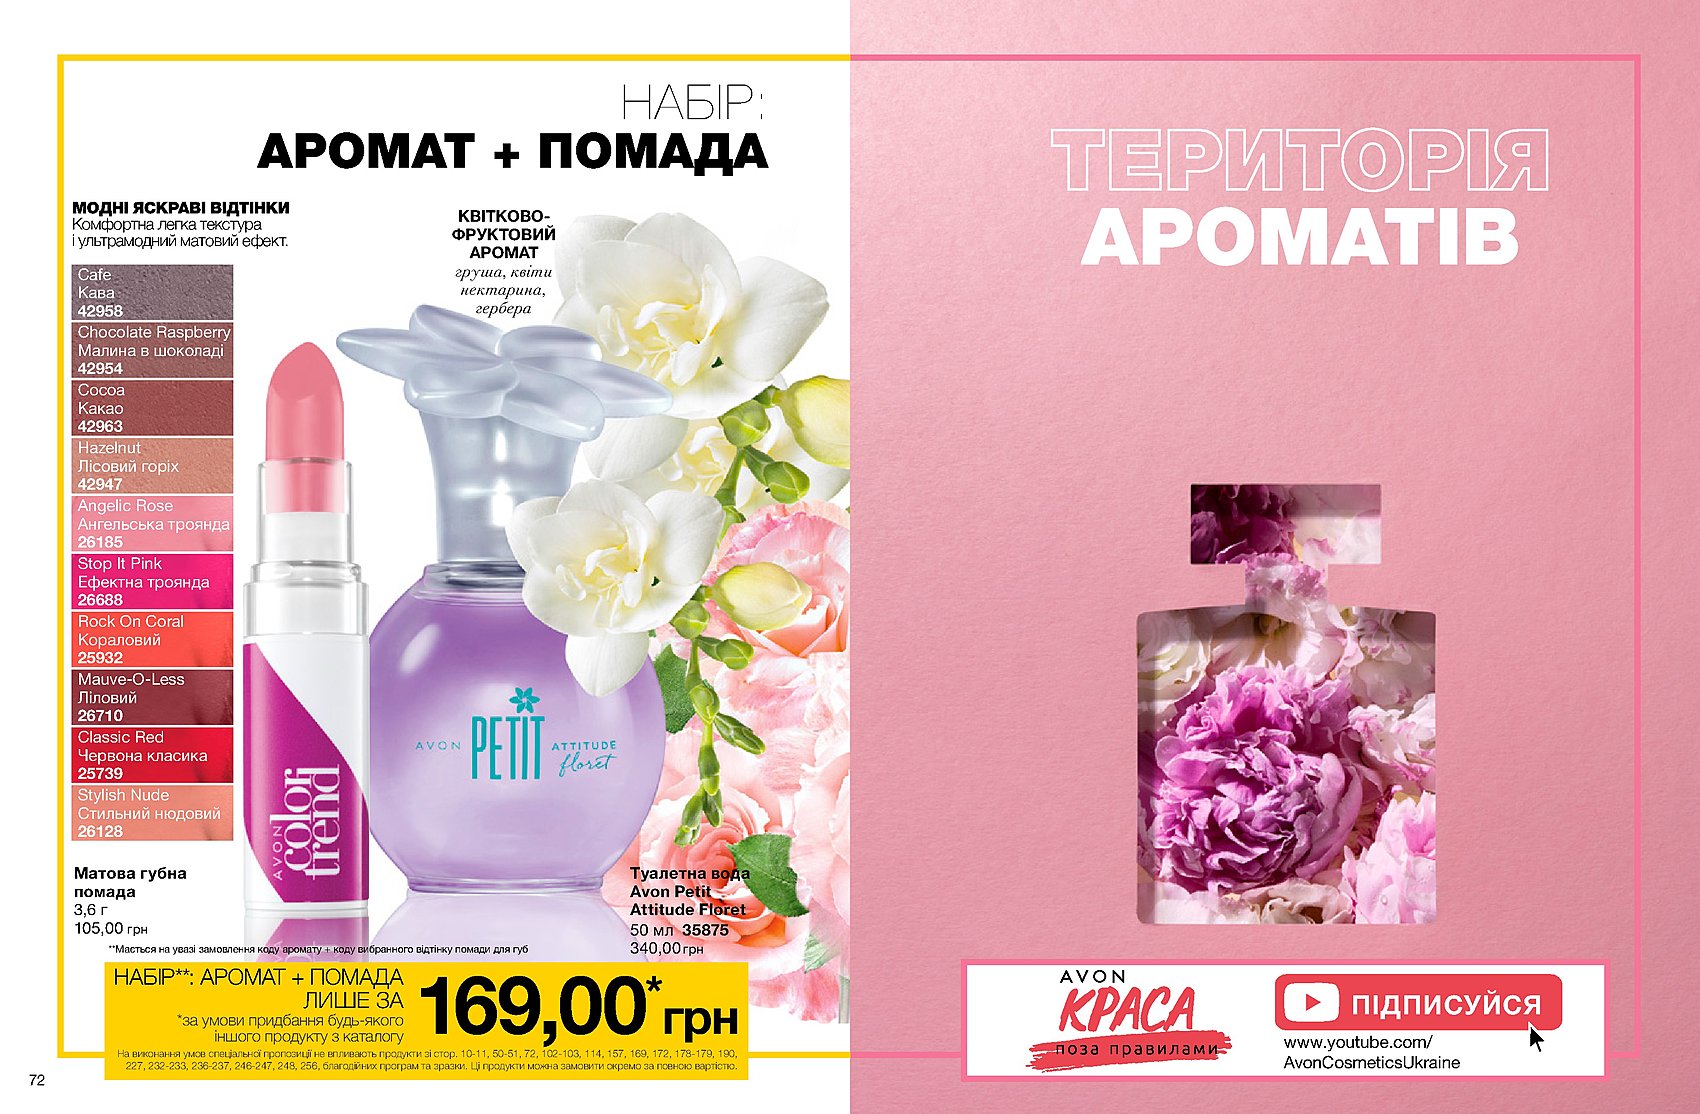 НАБІР:
АРОМАТ + ПОМАДА
МОДНІ ЯСКРАВІ ВІДТІНКИ
Комфортна легка текстура
і ультрамодний матовий ефект.
Cafe
Кава
42958
Chocolate Raspberry
Малина в шоколаді
42954
Cocoa
Какао
42963
Hazelnut
Лісовий горіх
42947
Angelic Rose
Ангельська троянда
26185
Stop It Pink
Ефектна троянда
26688
Rock On Coral
Кораловий
25932
Mauve-O-Less
Ліловий
26710
Classic Red
Червона класика
25739
Stylish Nude
Стильний нюдовий
26128
КВІТКОВО-
ФРУКТОВИЙ
АРОМАТ
груша, квіти
нектарина,
гербера
AVON
color
trend
AVON PETIT ATTITUDE
floret
Матова губна
помада
3,6 г
105,00 грн
Туалетна вода
Avon Petit
Attitude Floret
50 мл 35875
340,00 грн
**Мається на увазі замовлення коду аромату + коду вибраного відтінку помади для губ
НАБІР**: АРОМАТ + ПОМАДА
ЛИШЕ ЗА
*за умови придбання будь-якого
іншого продукту з каталогу
169,00* грн
На виконання умов спеціальної пропозиції не впливають продукти зі стор. 10-11, 50-51, 72, 102-103, 114, 157, 169, 172, 178-179, 190,
227, 232-233, 236-237, 246-247, 248, 256, благодійних програм та зразки. Ці продукти можна замовити окремо за повною вартістю.
72
ТЕРИТОРІЯ
АРОМАТІВ
AVON
КРАСА
поза правилами
ПІДПИСУЙСЯ
www.youtube.com/
AvonCosmeticsUkraine